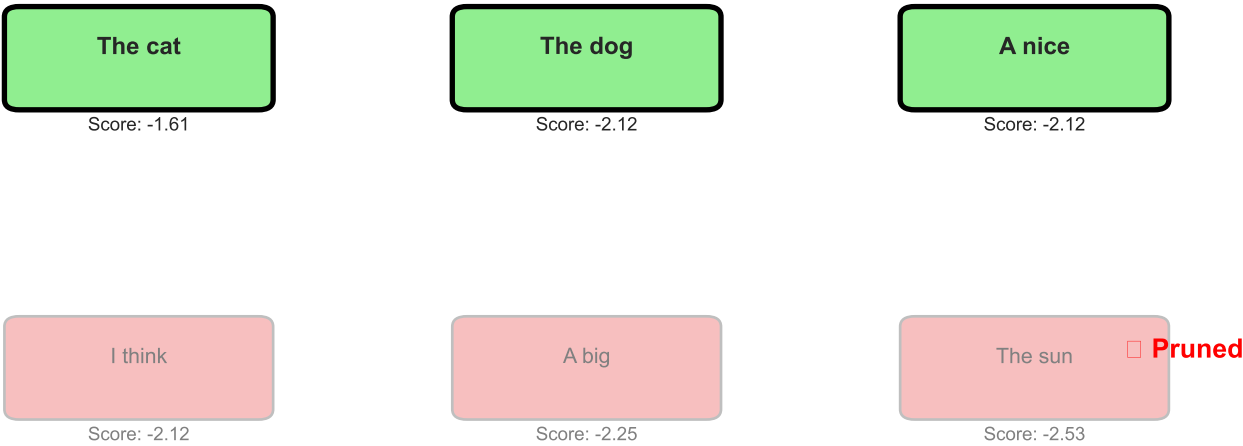 The cat
The dog
A nice
Score: -1.61
Score: -2.12
Score: -2.12
I think
A big
The sun
Pruned
Score: -2.12
Score: -2.25
Score: -2.53